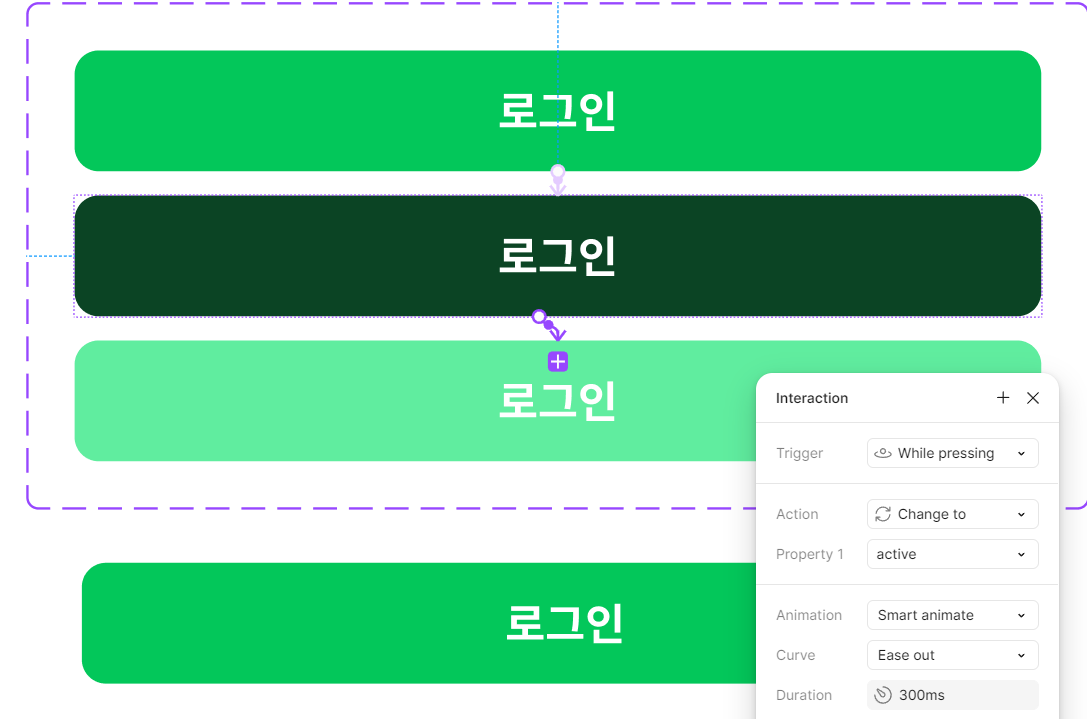 로그인
로그인
로그인
Interaction
Trigger While pressing
Action Change to
Property 1 active
Animation Smart animate
로그인
Curve Ease out
Duration 300ms